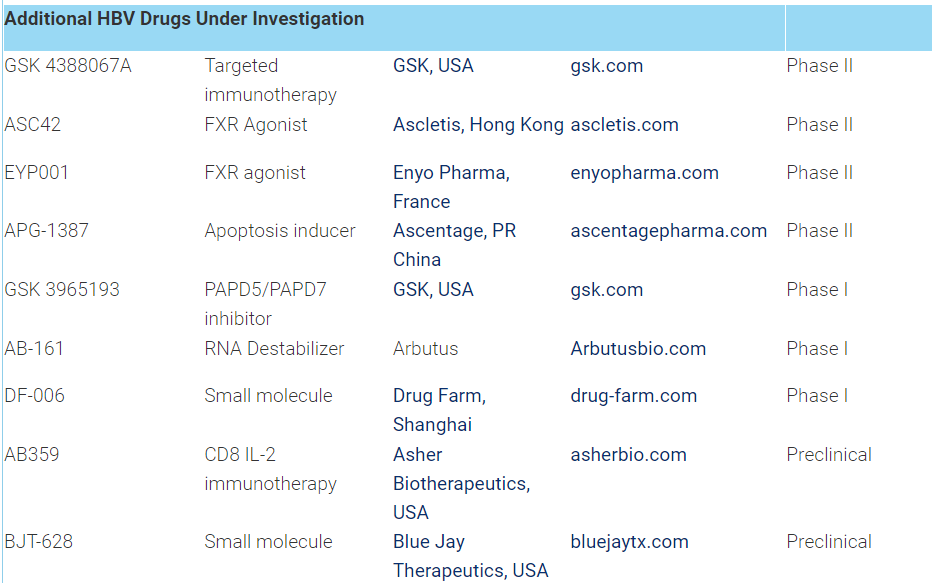 Additional HBV Drugs Under Investigation
GSK 4388067A Targeted GSK, USA gsk.com Phase II
immunotherapy
ASC42 FXR Agonist Ascletis, Hong Kong ascletis.com Phase II
EYP001 FXR agonist Enyo Pharma, enyopharma.com Phase II
France
APG-1387 Apoptosis inducer Ascentage, PR ascentagepharma.com Phase II
China
GSK 3965193 PAPD5/PAPD7 GSK, USA gsk.com Phase I
inhibitor
AB-161 RNA Destabilizer Arbutus Arbutusbio.com Phase I
DF-006 Small molecule Drug Farm, drug-farm.com Phase I
Shanghai
AB359 CD8 IL-2 Asher asherbio.com Preclinical
immunotherapy Biotherapeutics,
USA
BJT-628 Small molecule Blue Jay bluejaytx.com Preclinical
Therapeutics, USA